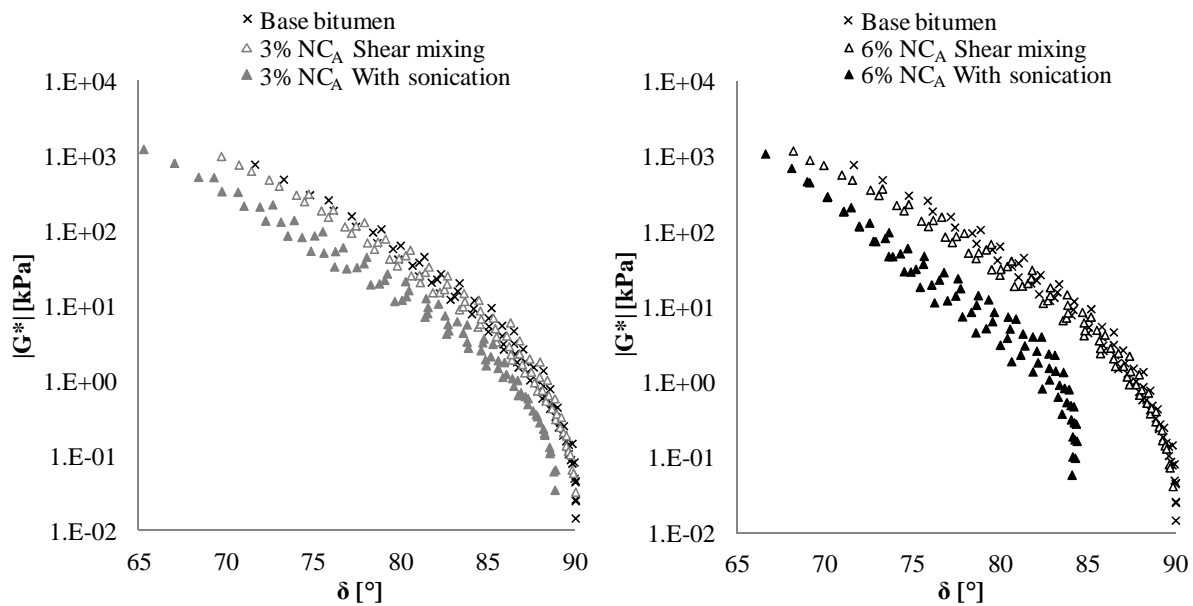 × Base bitumen
△ 3% NC_A Shear mixing
▲ 3% NC_A With sonication
1.E+04
1.E+03
1.E+02
1.E+01
1.E+00
1.E-01
1.E-02
|G*| [kPa]
65 70 75 80 85 90
δ [°]
× Base bitumen
△ 6% NC_A Shear mixing
▲ 6% NC_A With sonication
1.E+04
1.E+03
1.E+02
1.E+01
1.E+00
1.E-01
1.E-02
|G*| [kPa]
65 70 75 80 85 90
δ [°]